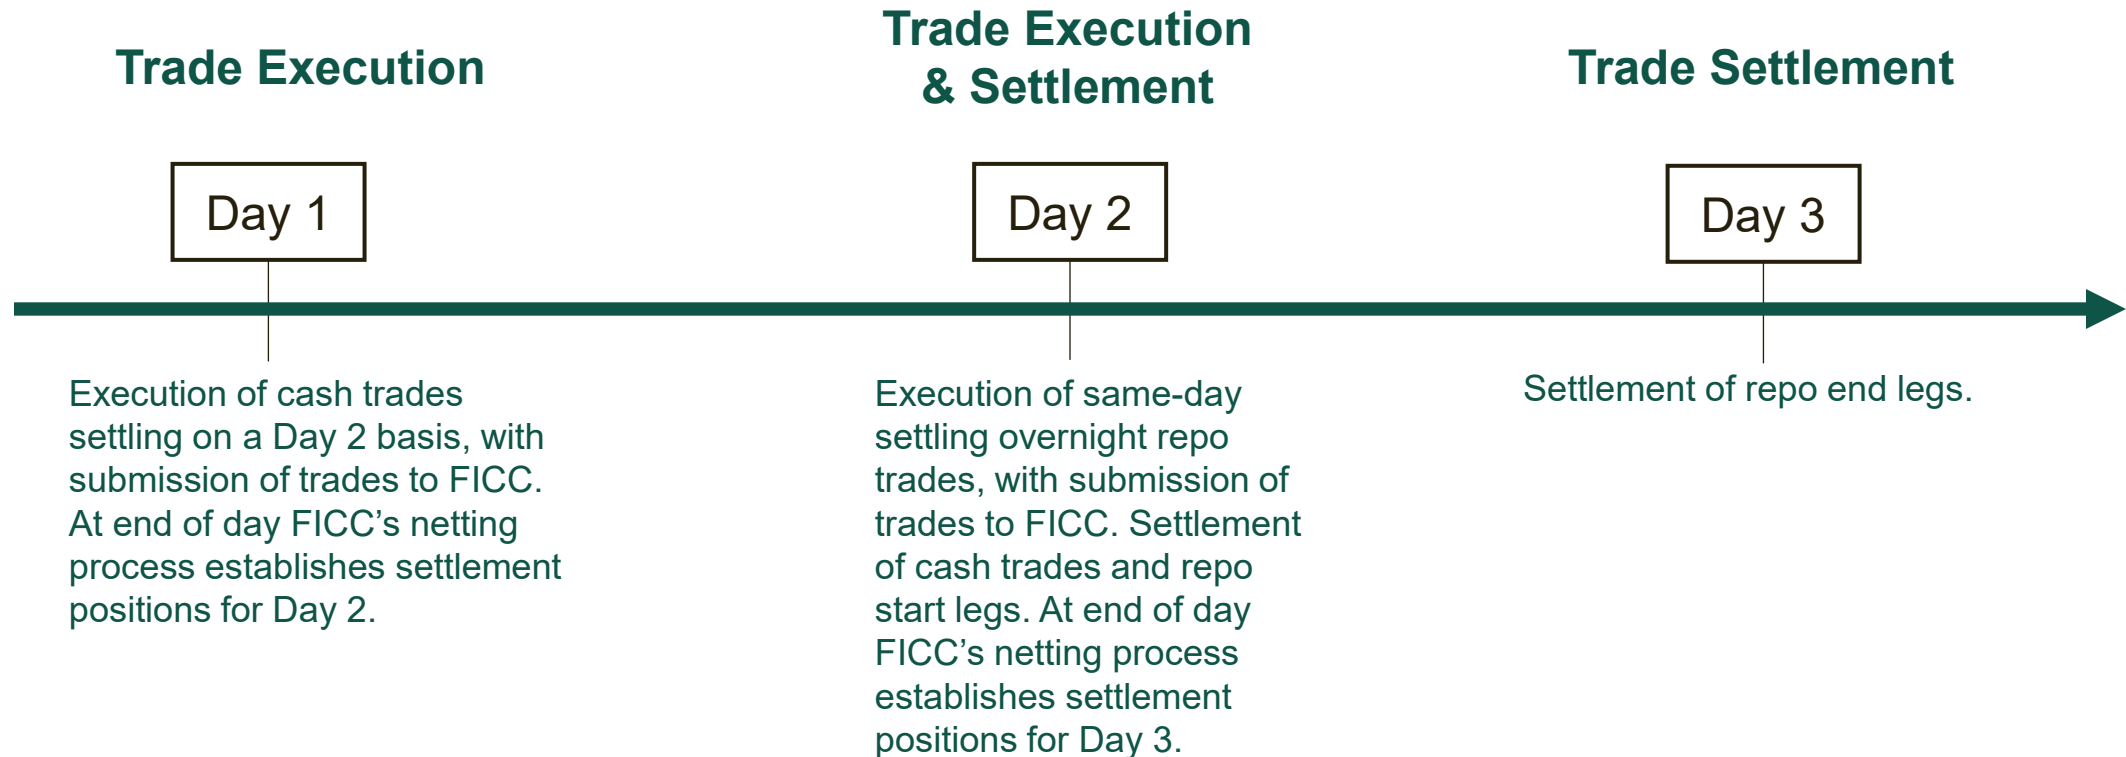 Trade Execution
Day 1
Execution of cash trades
settling on a Day 2 basis, with
submission of trades to FICC.
At end of day FICC’s netting
process establishes settlement
positions for Day 2.
Trade Execution
& Settlement
Day 2
Execution of same-day
settling overnight repo
trades, with submission of
trades to FICC. Settlement
of cash trades and repo
start legs. At end of day
FICC’s netting process
establishes settlement
positions for Day 3.
Trade Settlement
Day 3
Settlement of repo end legs.